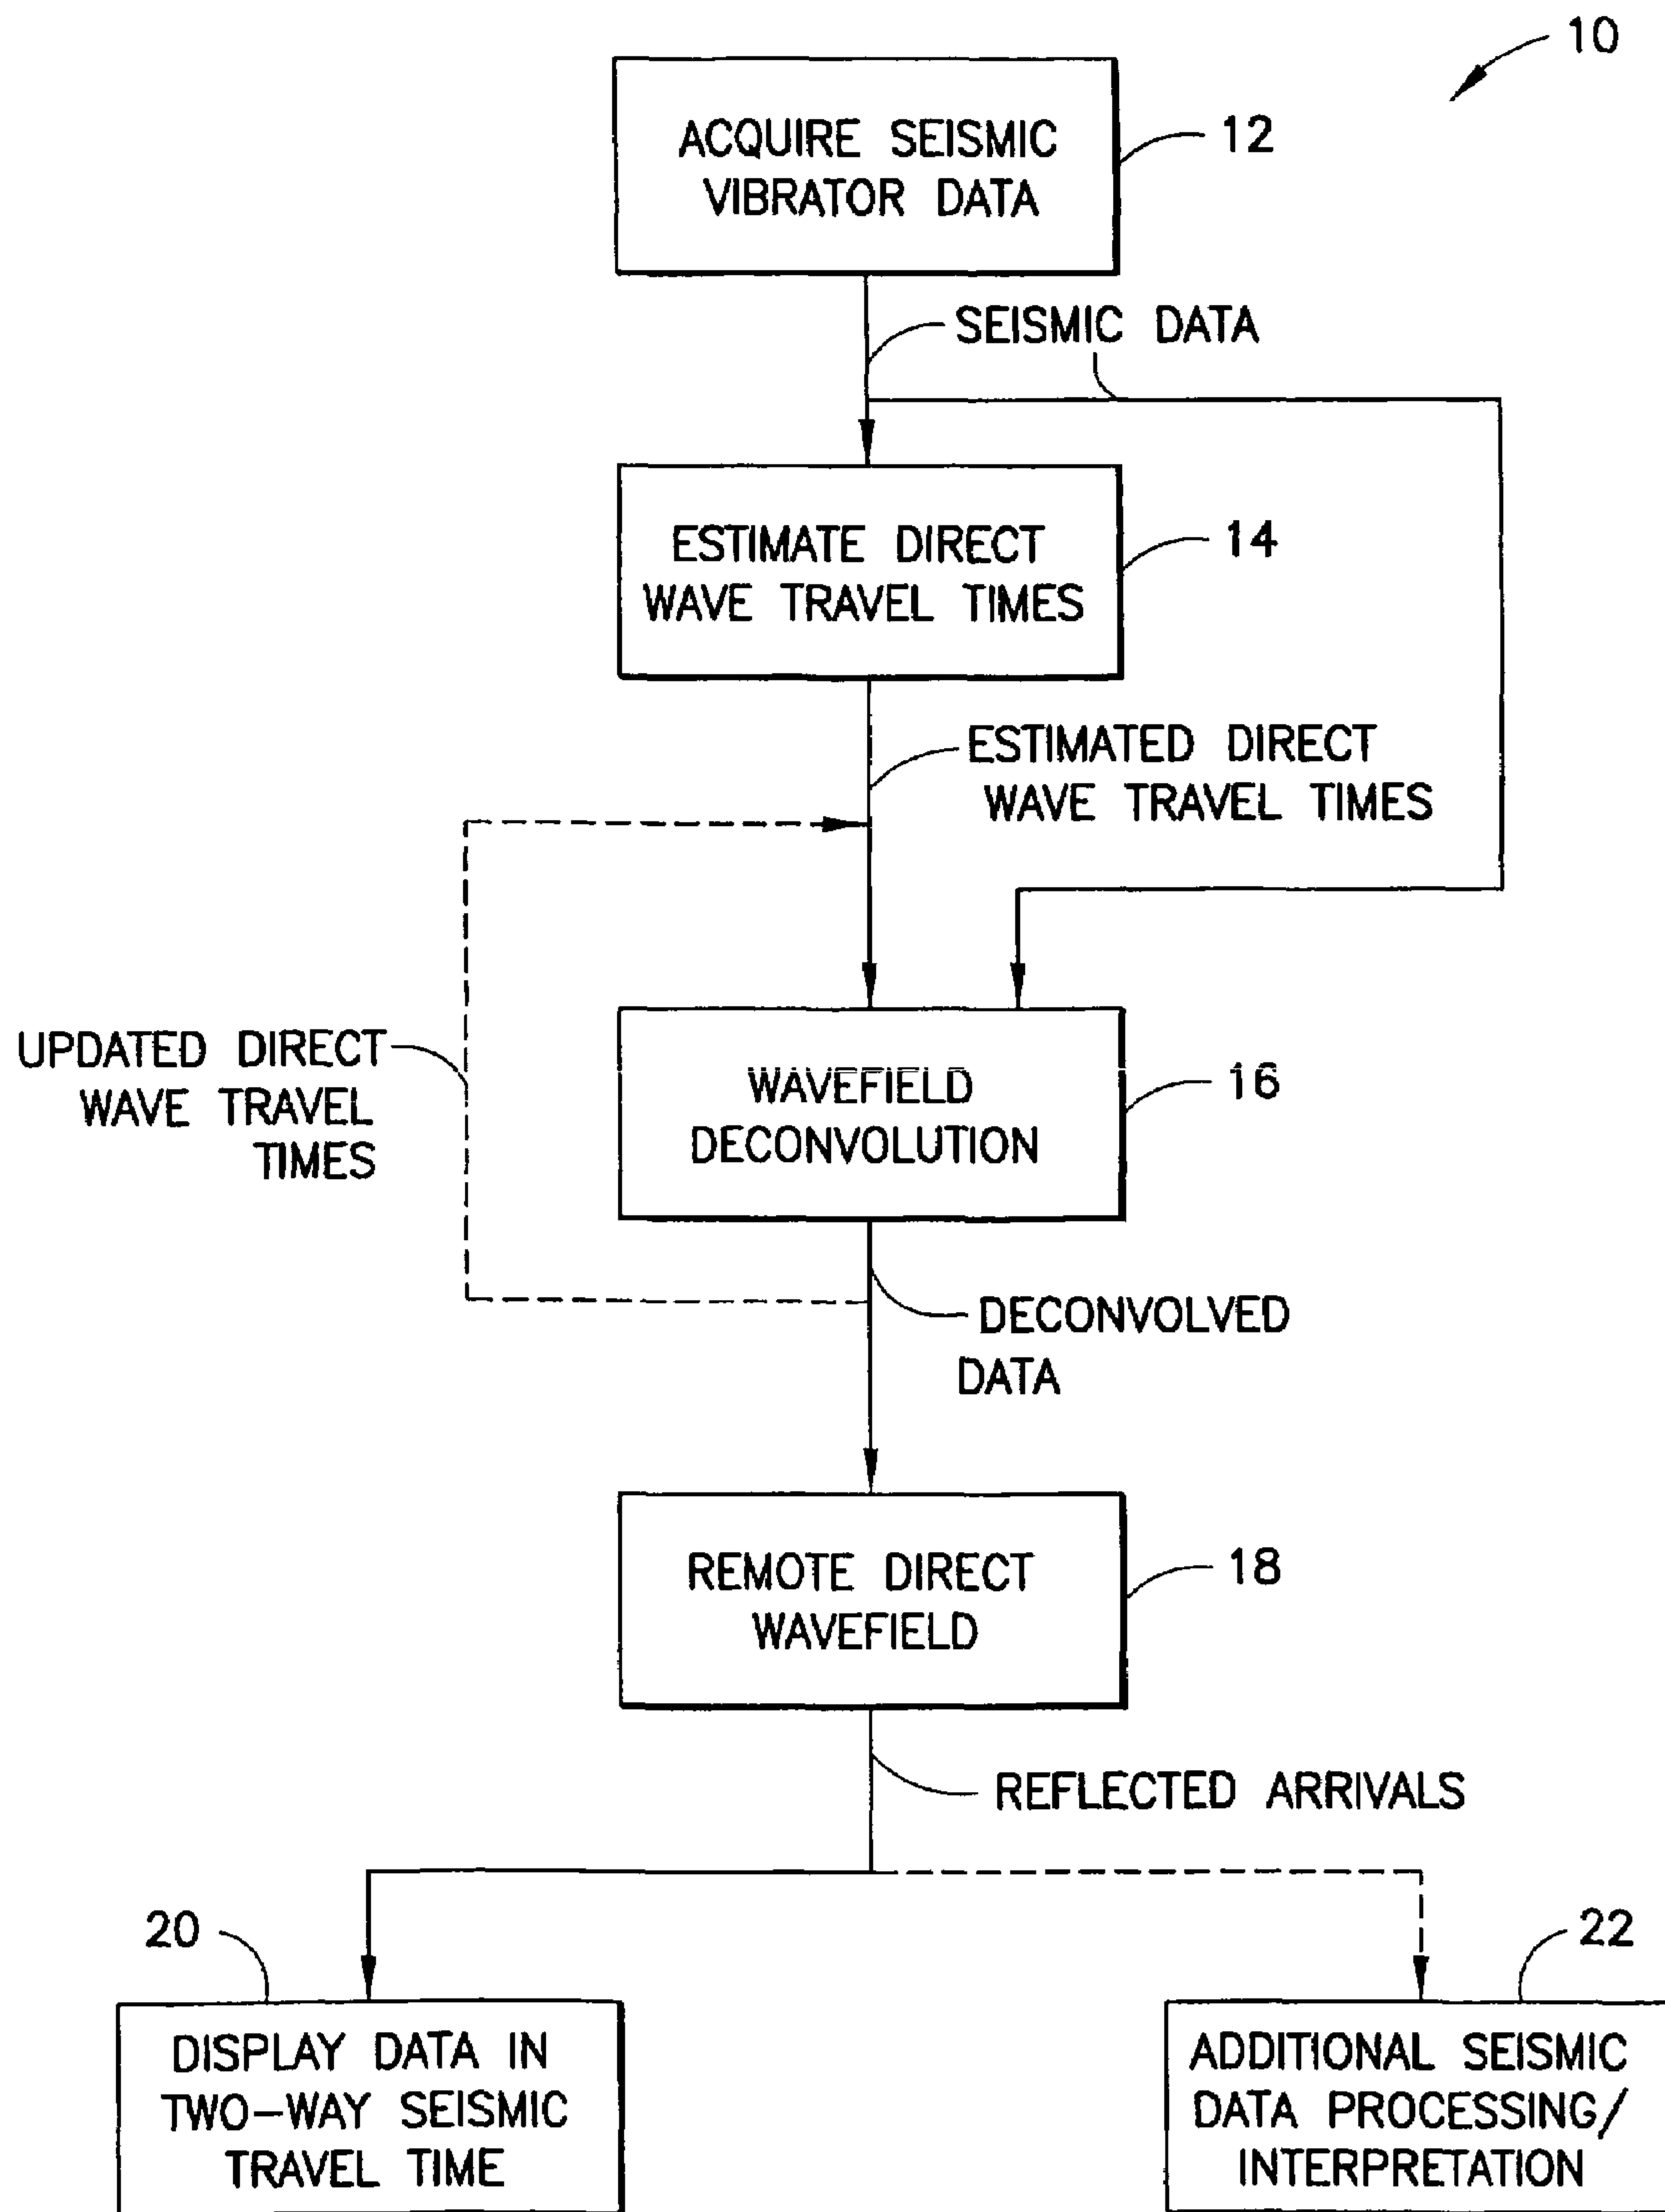 10
ACQUIRE SEISMIC
VIBRATOR DATA
12
SEISMIC DATA
ESTIMATE DIRECT
WAVE TRAVEL TIMES
14
ESTIMATED DIRECT
WAVE TRAVEL TIMES
UPDATED DIRECT
WAVE TRAVEL
TIMES
WAVEFIELD
DECONVOLUTION
16
DECONVOLVED
DATA
REMOTE DIRECT
WAVEFIELD
18
REFLECTED ARRIVALS
20
DISPLAY DATA IN
TWO-WAY SEISMIC
TRAVEL TIME
22
ADDITIONAL SEISMIC
DATA PROCESSING/
INTERPRETATION